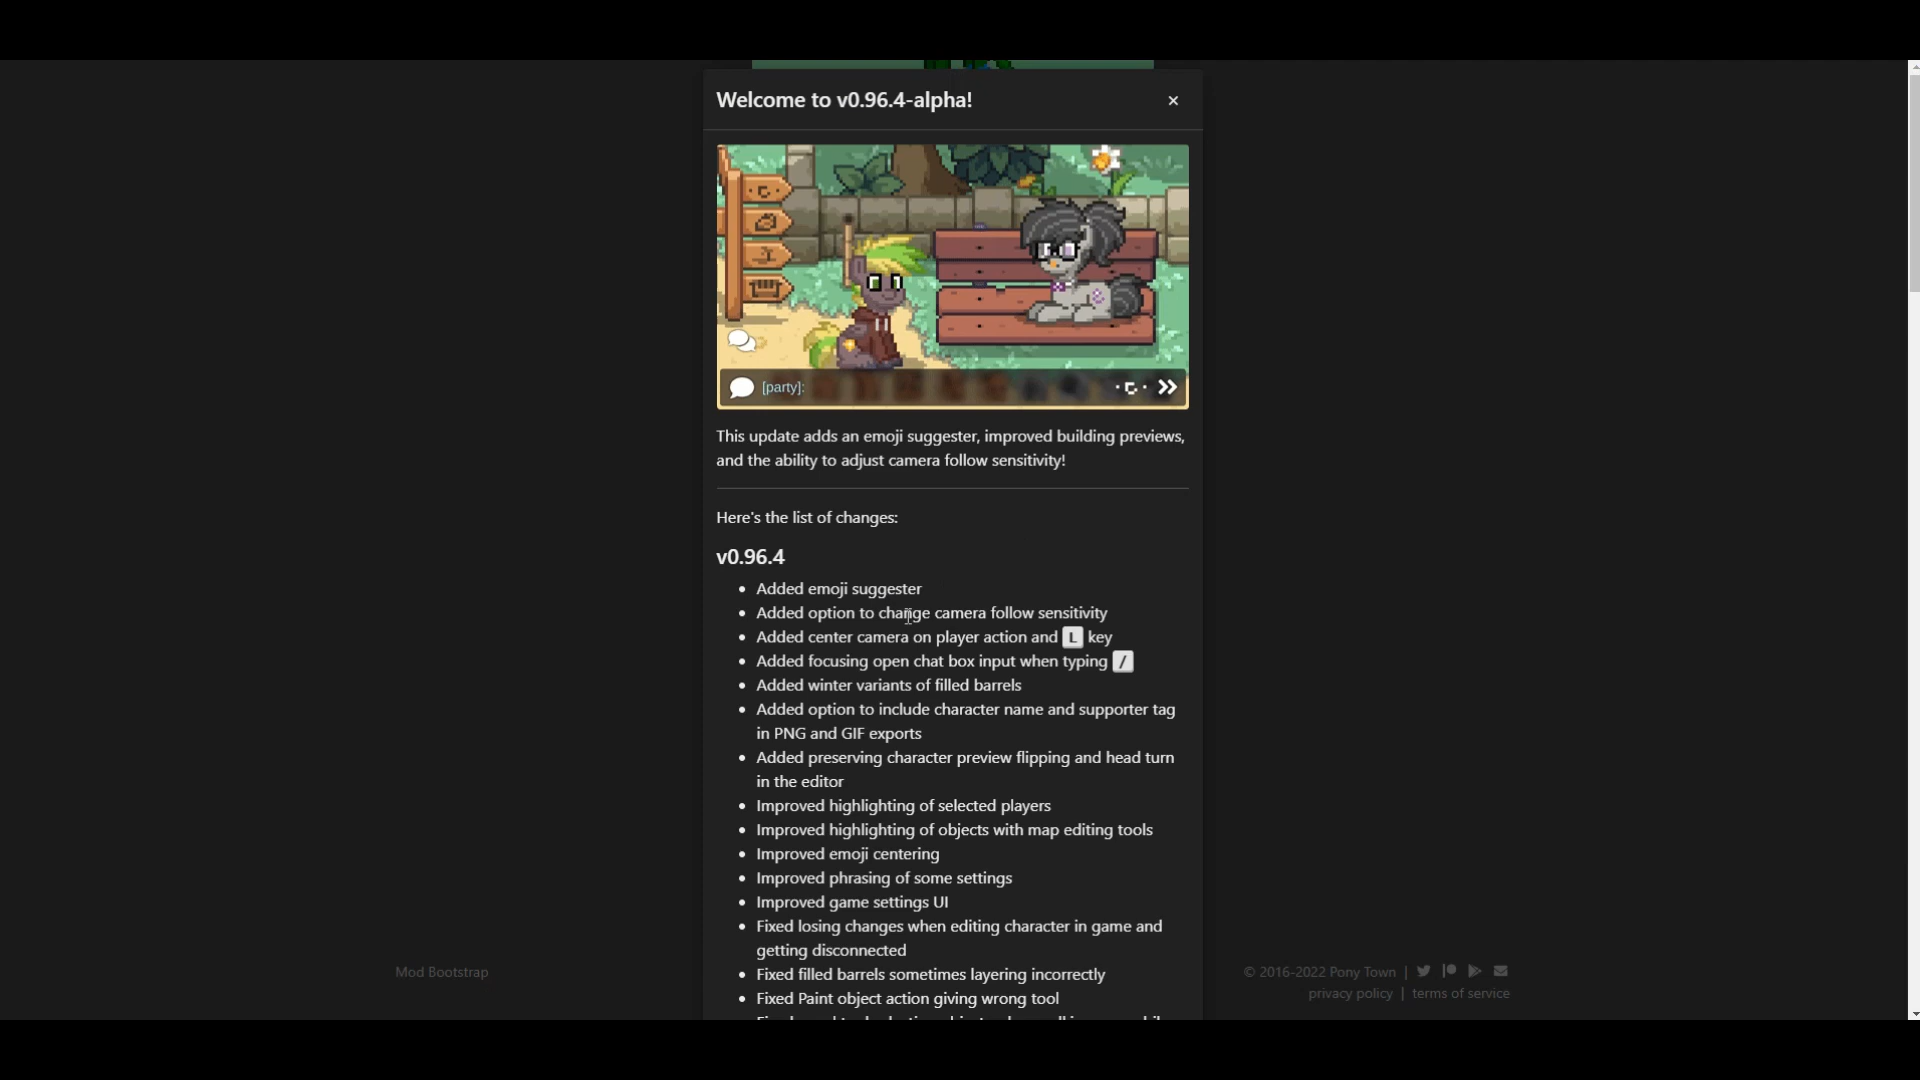 Welcome to v0.96.4-alpha!
×
[party]:
This update adds an emoji suggester, improved building previews,
and the ability to adjust camera follow sensitivity!
Here's the list of changes:
v0.96.4
• Added emoji suggester
• Added option to change camera follow sensitivity
• Added center camera on player action and L key
• Added focusing open chat box input when typing /
• Added winter variants of filled barrels
• Added option to include character name and supporter tag
in PNG and GIF exports
• Added preserving character preview flipping and head turn
in the editor
• Improved highlighting of selected players
• Improved highlighting of objects with map editing tools
• Improved emoji centering
• Improved phrasing of some settings
• Improved game settings UI
• Fixed losing changes when editing character in game and
getting disconnected
• Fixed filled barrels sometimes layering incorrectly
• Fixed Paint object action giving wrong tool
Mod Bootstrap
© 2016-2022 Pony Town |
privacy policy | terms of service